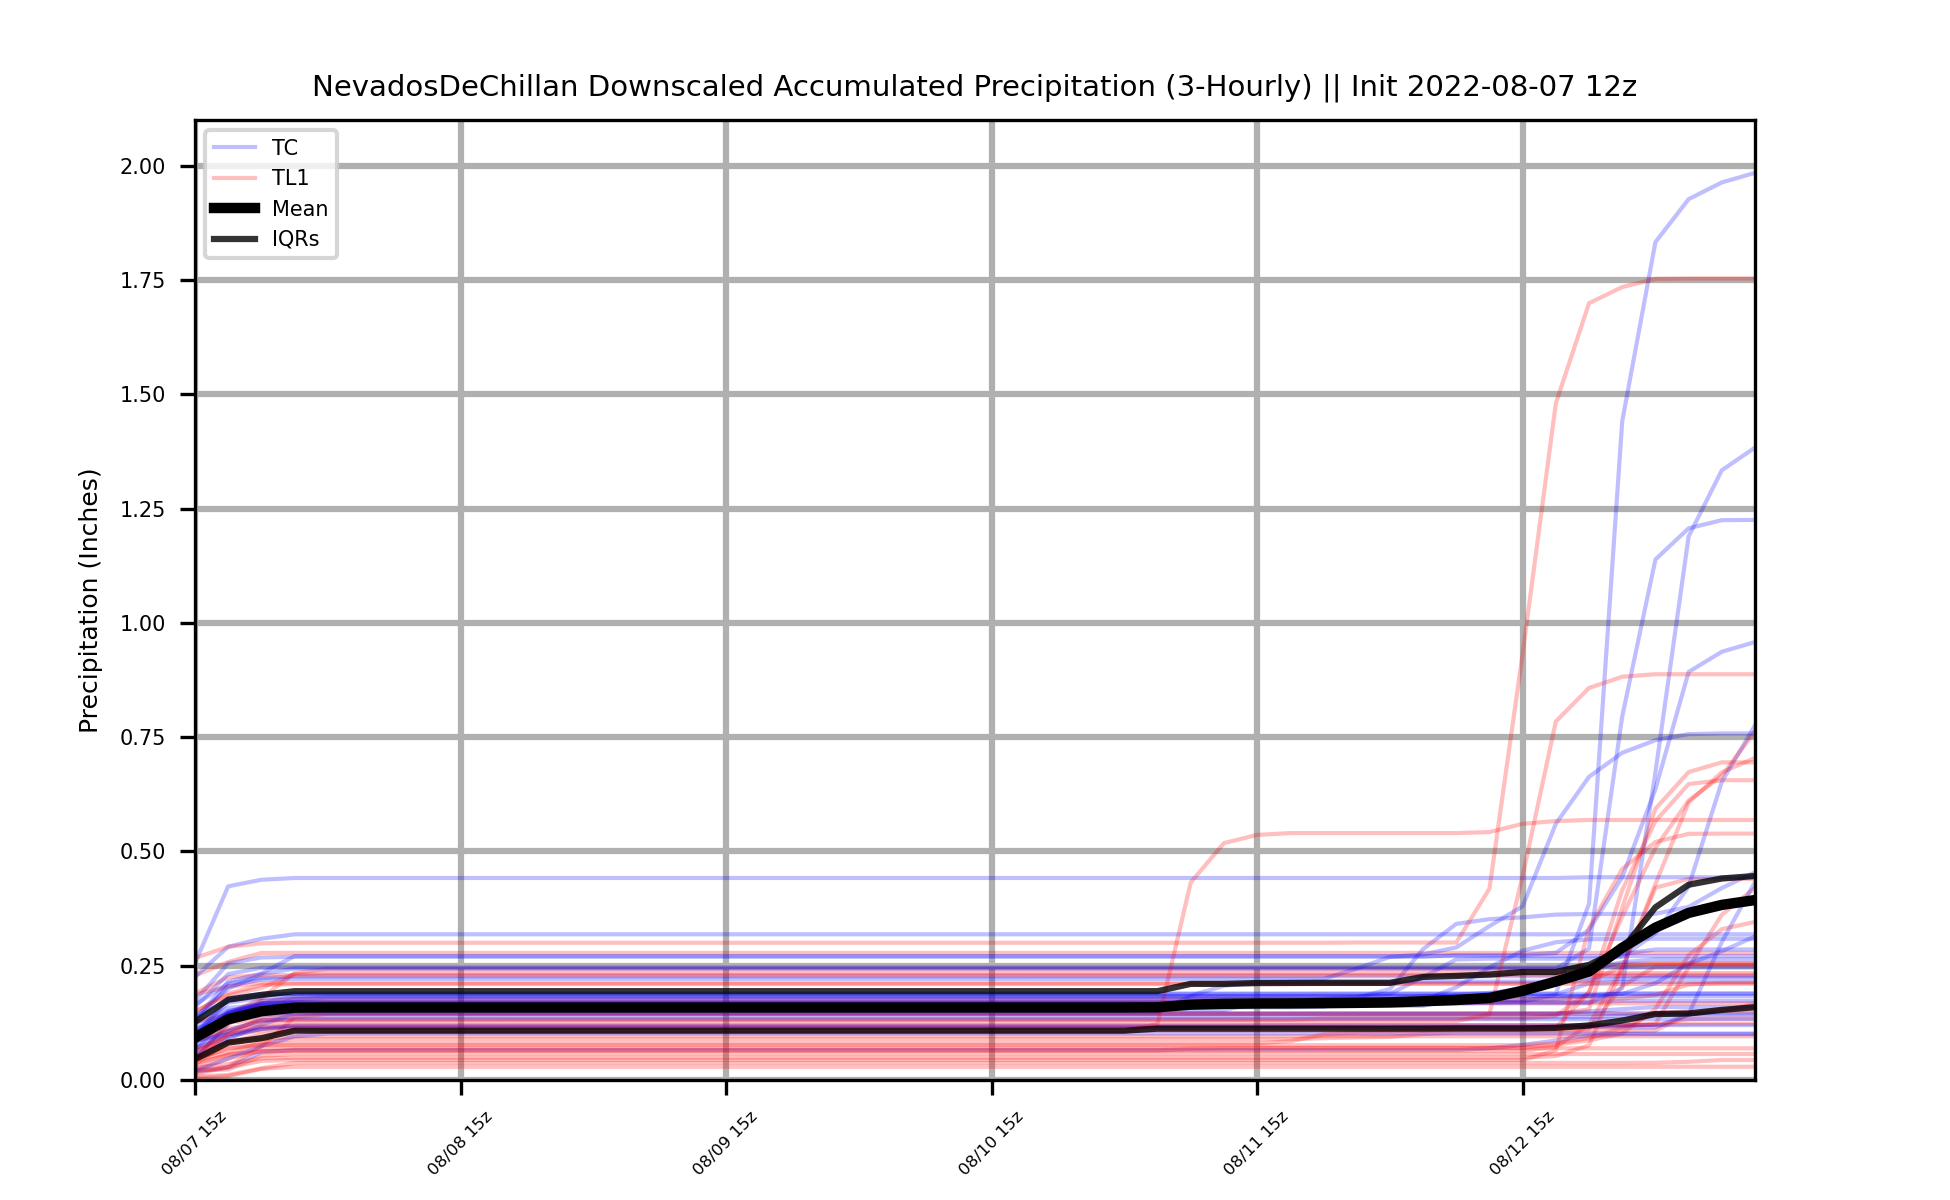 NevadosDeChillan Downscaled Accumulated Precipitation (3-Hourly) || Init 2022-08-07 12z
TC
TL1
Mean
IQRs
Precipitation (Inches)
2.00
1.75
1.50
1.25
1.00
0.75
0.50
0.25
0.00
08/07 15z
08/08 15z
08/09 15z
08/10 15z
08/11 15z
08/12 15z